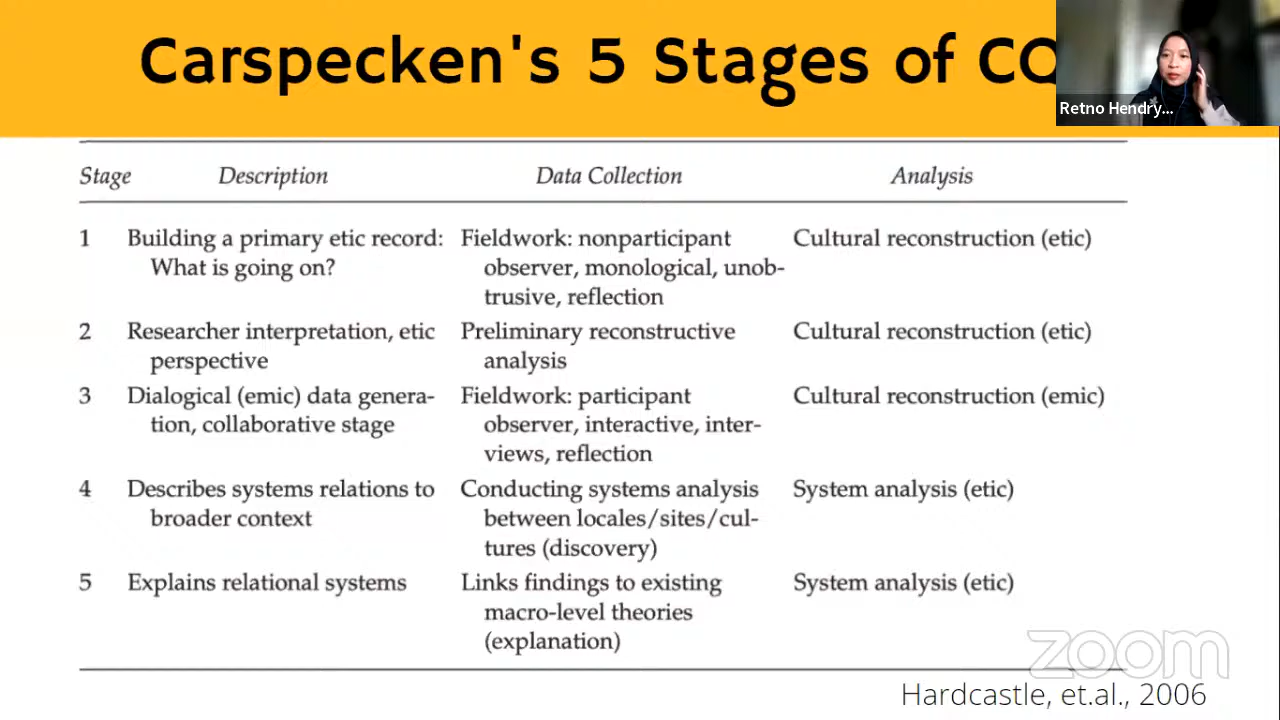 Carspecken's 5 Stages of
Retno Hendry...
Stage Description Data Collection Analysis
1 Building a primary etic record: Fieldwork: nonparticipant Cultural reconstruction (etic)
What is going on? observer, monological, unob-
trusive, reflection
2 Researcher interpretation, etic Preliminary reconstructive Cultural reconstruction (etic)
perspective analysis
3 Dialogical (emic) data genera- Fieldwork: participant Cultural reconstruction (emic)
tion, collaborative stage observer, interactive, inter-
views, reflection
4 Describes systems relations to Conducting systems analysis System analysis (etic)
broader context between locales/sites/cul-
tures (discovery)
5 Explains relational systems Links findings to existing System analysis (etic)
macro-level theories
(explanation)
zoom
Hardcastle, et.al., 2006